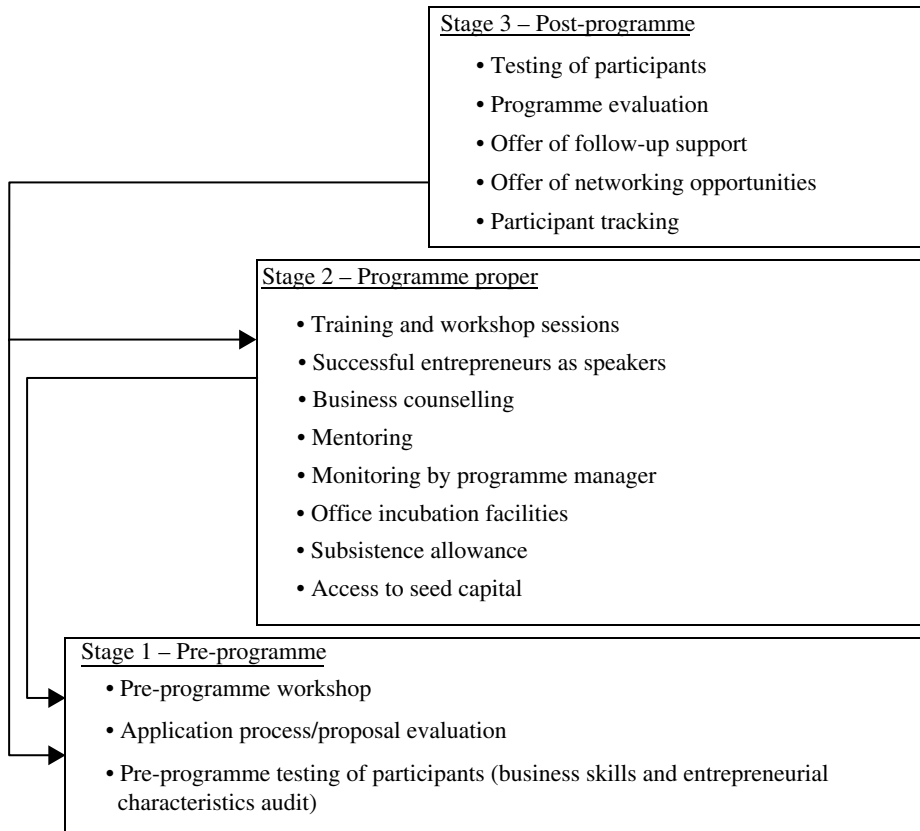 Stage 3 – Post-programme
• Testing of participants
• Programme evaluation
• Offer of follow-up support
• Offer of networking opportunities
• Participant tracking
Stage 2 – Programme proper
• Training and workshop sessions
• Successful entrepreneurs as speakers
• Business counselling
• Mentoring
• Monitoring by programme manager
• Office incubation facilities
• Subsistence allowance
• Access to seed capital
Stage 1 – Pre-programme
• Pre-programme workshop
• Application process/proposal evaluation
• Pre-programme testing of participants (business skills and entrepreneurial
characteristics audit)